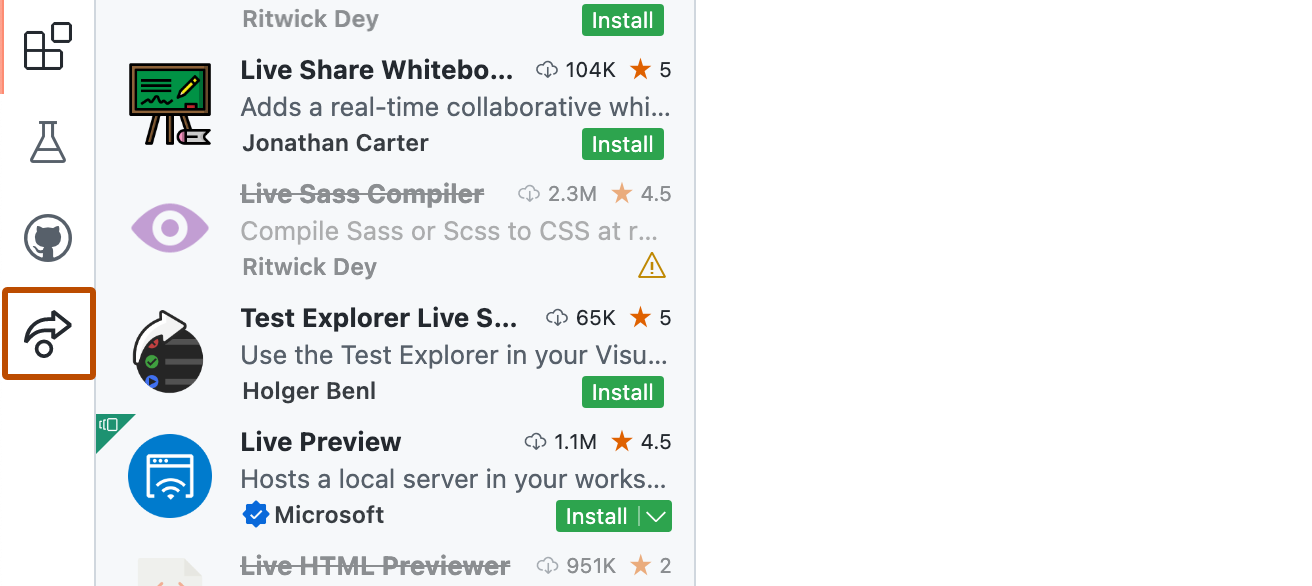 Ritwick Dey Install
Live Share Whitebo... 104K 5
Adds a real-time collaborative whi...
Jonathan Carter Install
Live Sass Compiler 2.3M 4.5
Compile Sass or Scss to CSS at r...
Ritwick Dey
Test Explorer Live S... 65K 5
Use the Test Explorer in your Visu...
Holger Benl Install
Live Preview 1.1M 4.5
Hosts a local server in your works...
Microsoft Install
Live HTML Previewer 951K 2